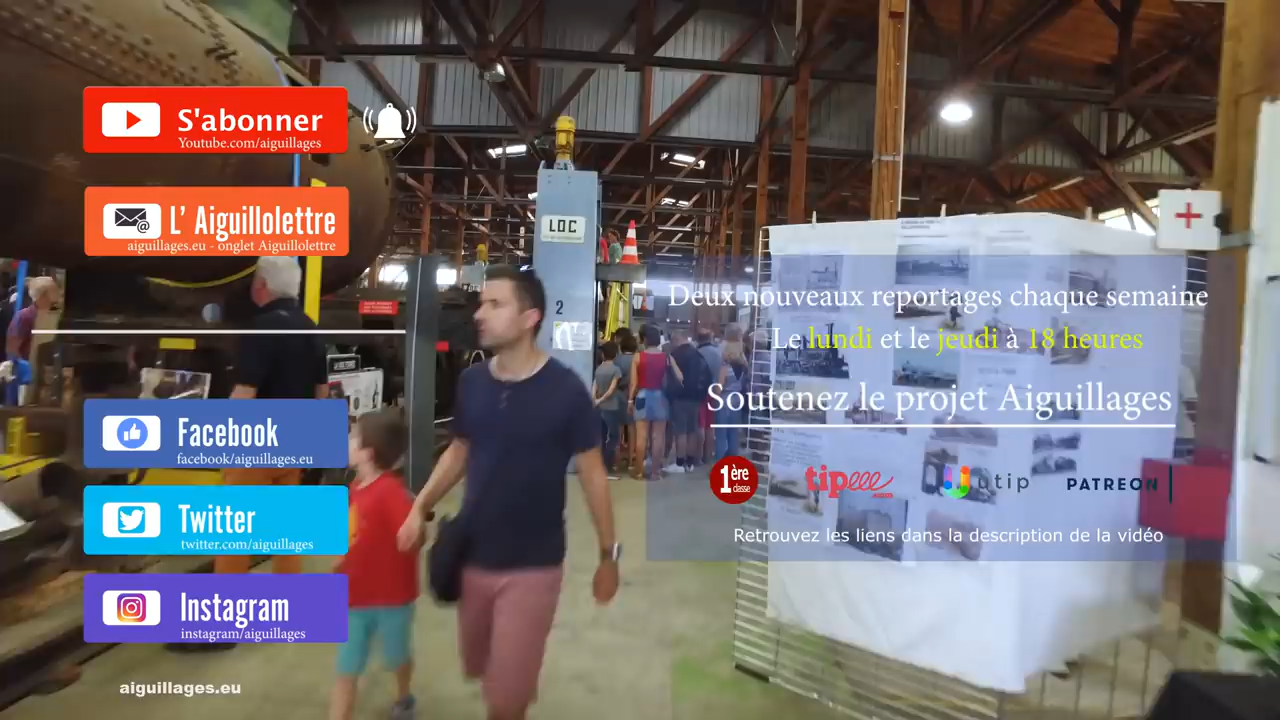 S'abonner
Youtube.com/aiguillages
L' Aiguillolettre
aiguillages.eu - onglet Aiguillolettre
Facebook
facebook/aiguillages.eu
Twitter
twitter.com/aiguillages
Instagram
instagram/aiguillages
aiguillages.eu
LOC
2
Deux nouveaux reportages chaque semaine
Le lundi et le jeudi à 18 heures
Soutenez le projet Aiguillages
1ère classe
tipeee
utip
PATREON
Retrouvez les liens dans la description de la vidéo